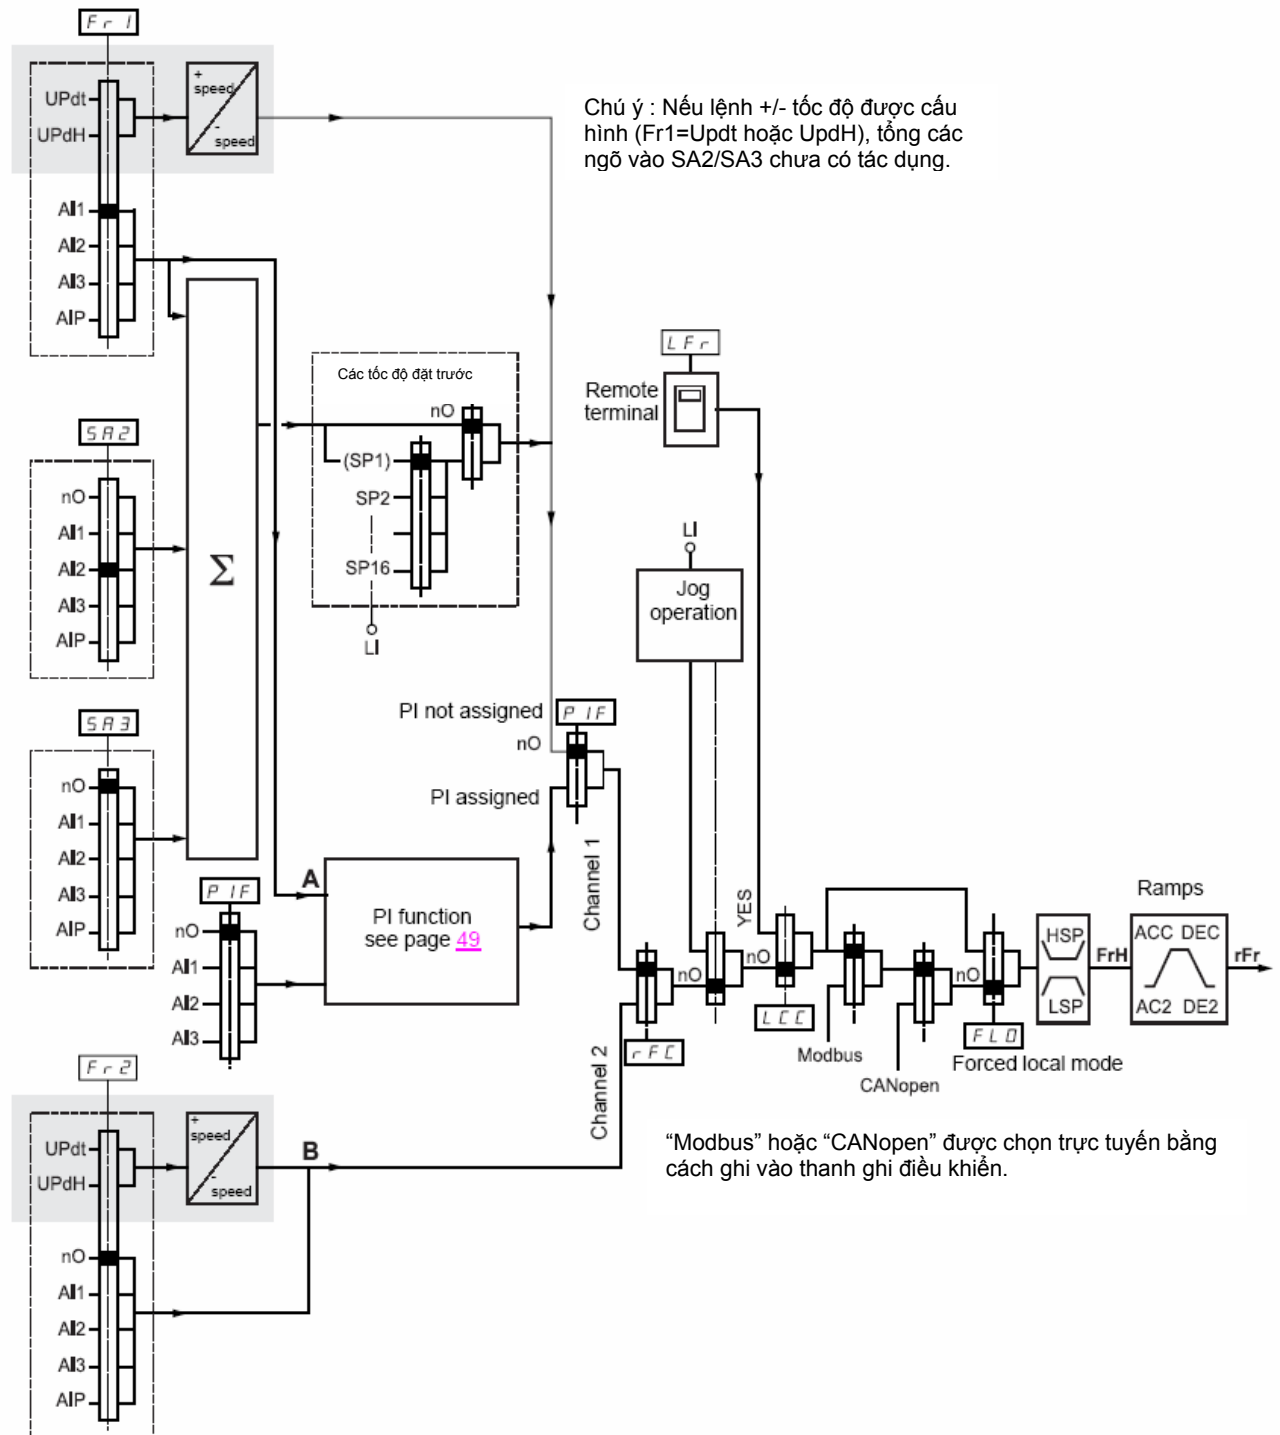 Fr1
+
speed
-
speed
UPdt
UPdH
AI1
AI2
AI3
AIP
Chú ý : Nếu lệnh +/- tốc độ được cấu
hình (Fr1=Updt hoặc UpdH), tổng các
ngõ vào SA2/SA3 chưa có tác dụng.
SA2
nO
AI1
AI2
AI3
AIP
Σ
Các tốc độ đặt trước
nO
(SP1)
SP2
SP16
LI
LFr
Remote
terminal
LI
Jog
operation
SA3
nO
AI1
AI2
AI3
AIP
PI not assigned
PIF
nO
PI assigned
Channel 1
A
PIF
nO
AI1
AI2
AI3
PI function
see page 49
YES
nO
nO
LCC
rFC
Channel 2
Modbus
CANopen
nO
FLO
Forced local mode
HSP
LSP
FrH
Ramps
ACC DEC
AC2 DE2
rFr
Fr2
+
speed
-
speed
UPdt
UPdH
B
nO
AI1
AI2
AI3
AIP
“Modbus” hoặc “CANopen” được chọn trực tuyến bằng
cách ghi vào thanh ghi điều khiển.